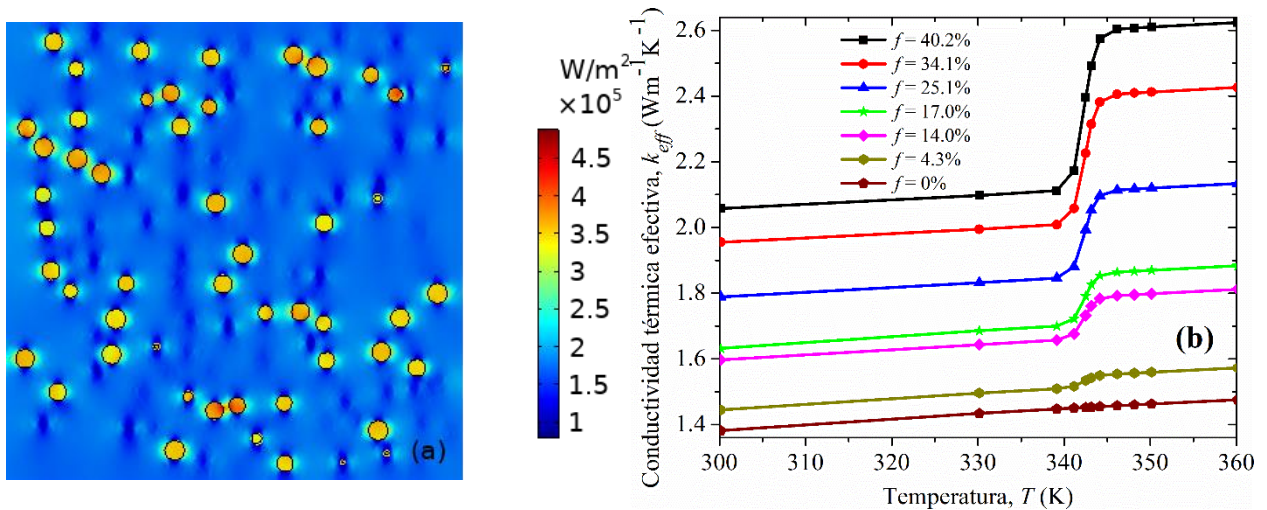 W/m²
×10⁵
4.5
4
3.5
3
2.5
2
1.5
1
(a)
Conductividad térmica efectiva, k_eff (Wm⁻¹K⁻¹)
2.6
2.4
2.2
2.0
1.8
1.6
1.4
f = 40.2%
f = 34.1%
f = 25.1%
f = 17.0%
f = 14.0%
f = 4.3%
f = 0%
(b)
300 310 320 330 340 350 360
Temperatura, T (K)